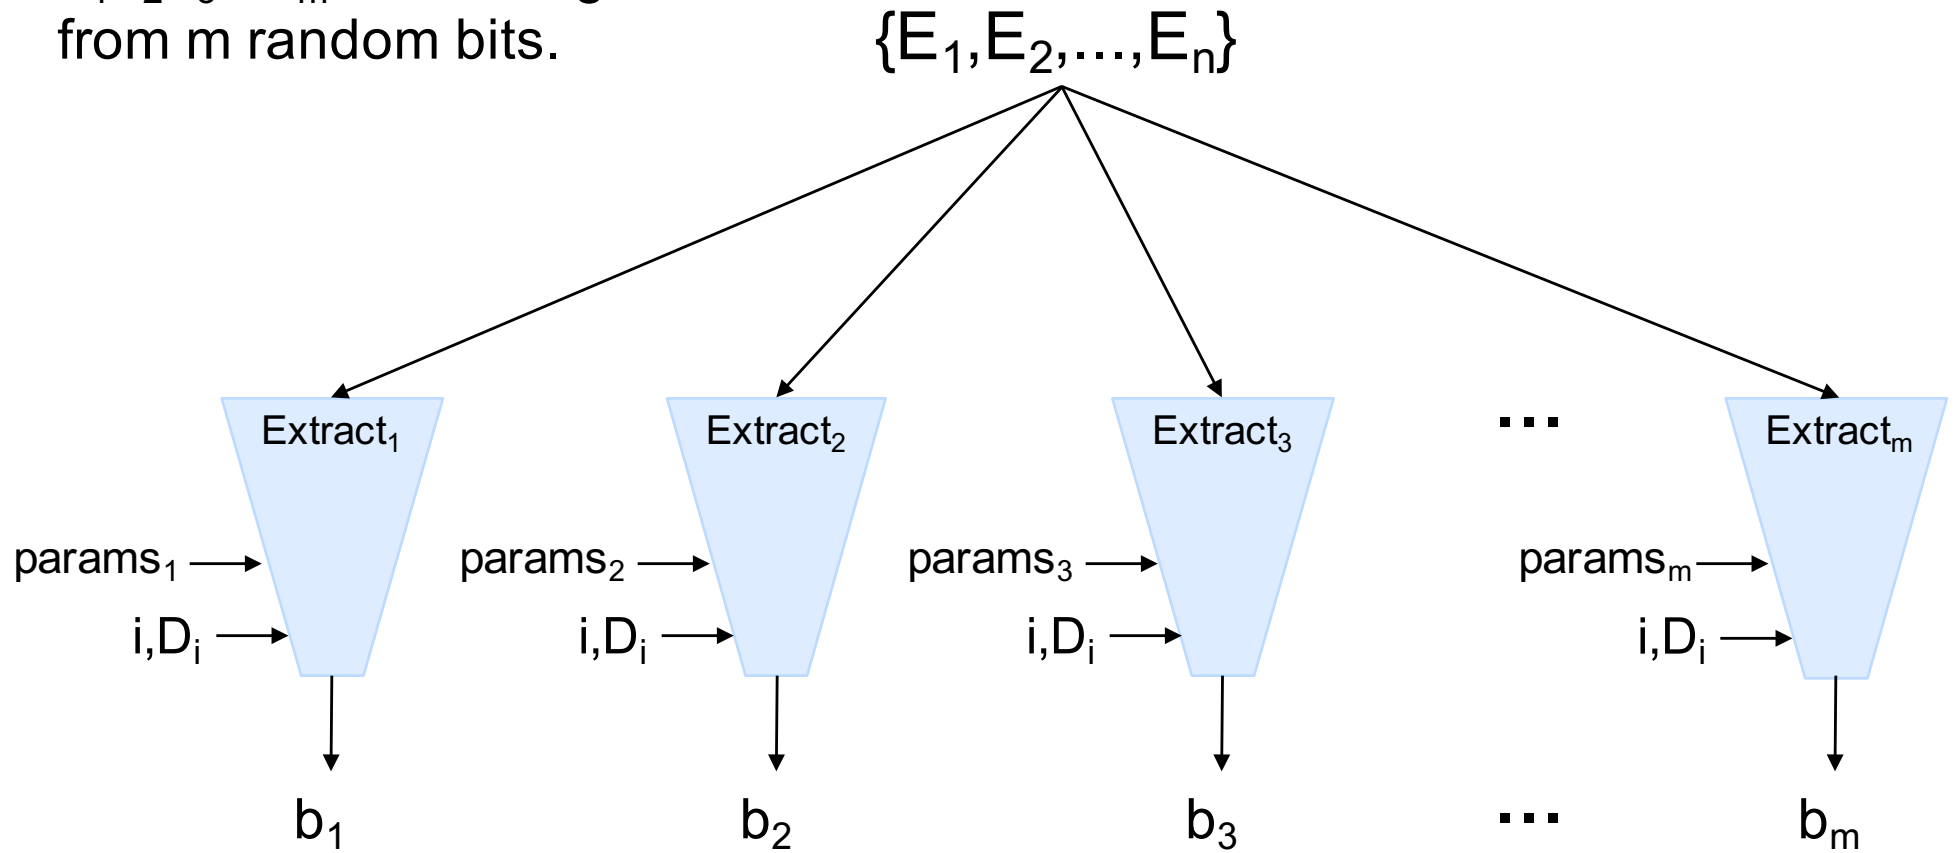 from m random bits.
{E₁,E₂,...,Eₙ}
Extract₁ Extract₂ Extract₃ ... Extractₘ
params₁ params₂ params₃ paramsₘ
i,Dᵢ i,Dᵢ i,Dᵢ i,Dᵢ
b₁ b₂ b₃ ... bₘ